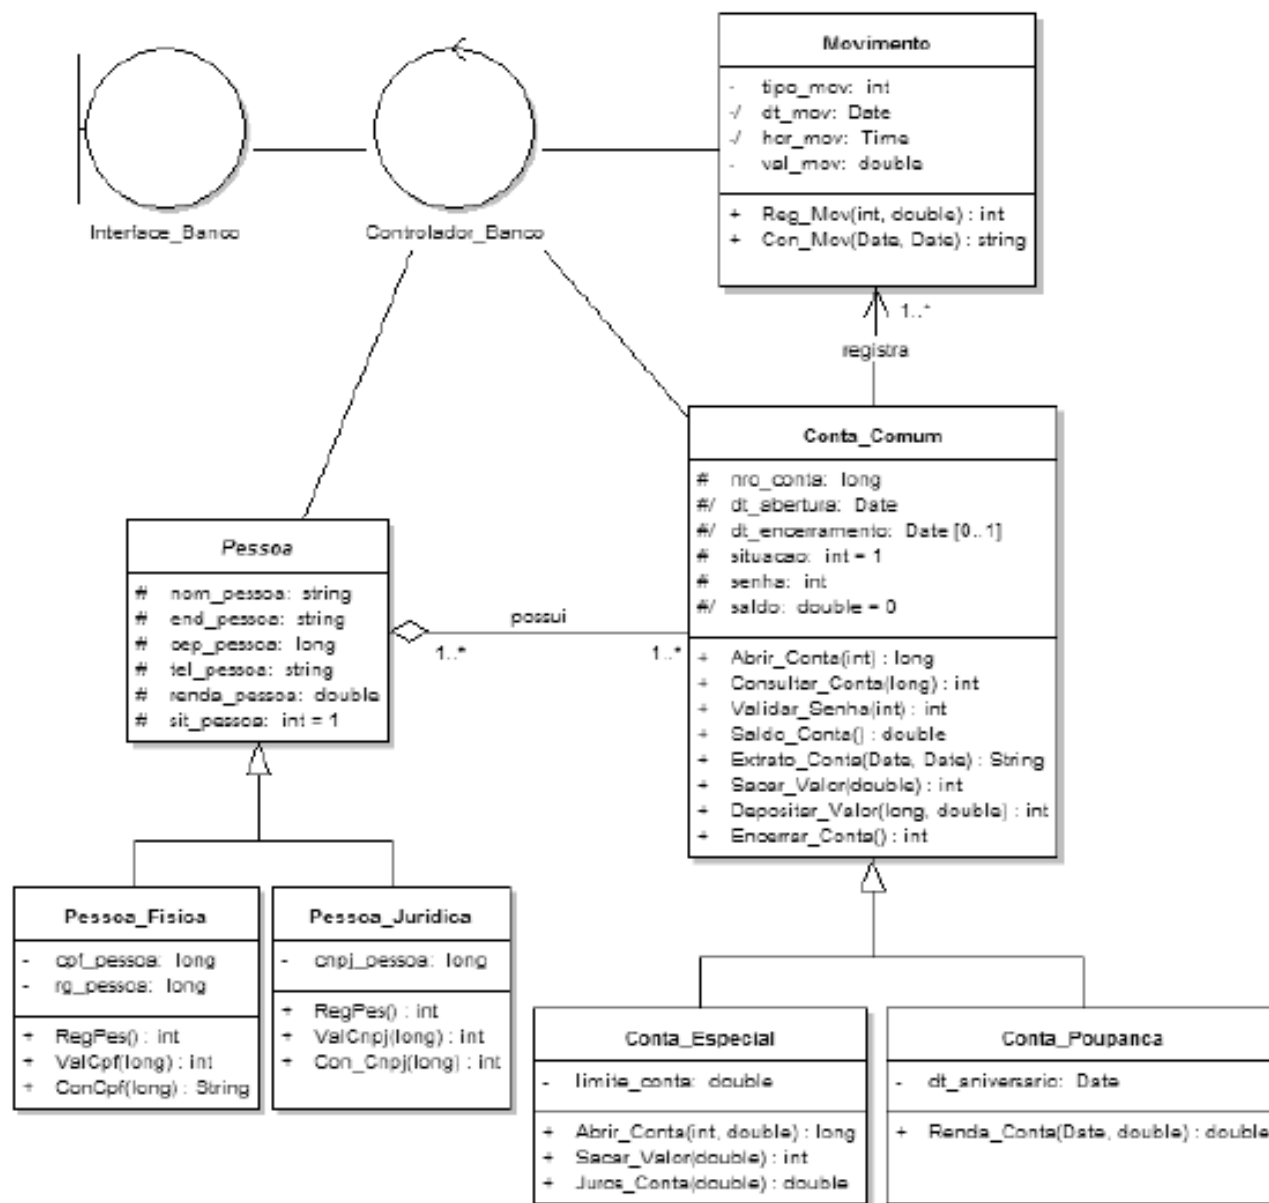 Movimento
- tipo_mov: int
-/ dt_mov: Date
-/ hor_mov: Time
- val_mov: double
+ Reg_Mov(int, double) : int
+ Con_Mov(Date, Date) : string
Interface_Banco
Controlador_Banco
1..*
registra
Conta_Comum
# nro_conta: long
#/ dt_abertura: Date
#/ dt_encerramento: Date [0..1]
# situacao: int = 1
# senha: int
#/ saldo: double = 0
+ Abrir_Conta(int) : long
+ Consultar_Conta(long) : int
+ Validar_Senha(int) : int
+ Saldo_Conta() : double
+ Extrato_Conta(Date, Date) : String
+ Sacar_Valor(double) : int
+ Depositar_Valor(long, double) : int
+ Encerrar_Conta() : int
Pessoa
# nom_pessoa: string
# end_pessoa: string
# cep_pessoa: long
# tel_pessoa: string
# renda_pessoa: double
# sit_pessoa: int = 1
possui
1..*
1..*
Pessoa_Fisica
- cpf_pessoa: long
- rg_pessoa: long
+ RegPes() : int
+ ValCpf(long) : int
+ ConCpf(long) : String
Pessoa_Juridica
- cnpj_pessoa: long
+ RegPes() : int
+ ValCnpj(long) : int
+ Con_Cnpj(long) : int
Conta_Especial
- limite_conta: double
+ Abrir_Conta(int, double) : long
+ Sacar_Valor(double) : int
+ Juros_Conta(double) : double
Conta_Poupanca
- dt_aniversario: Date
+ Renda_Conta(Date, double) : double